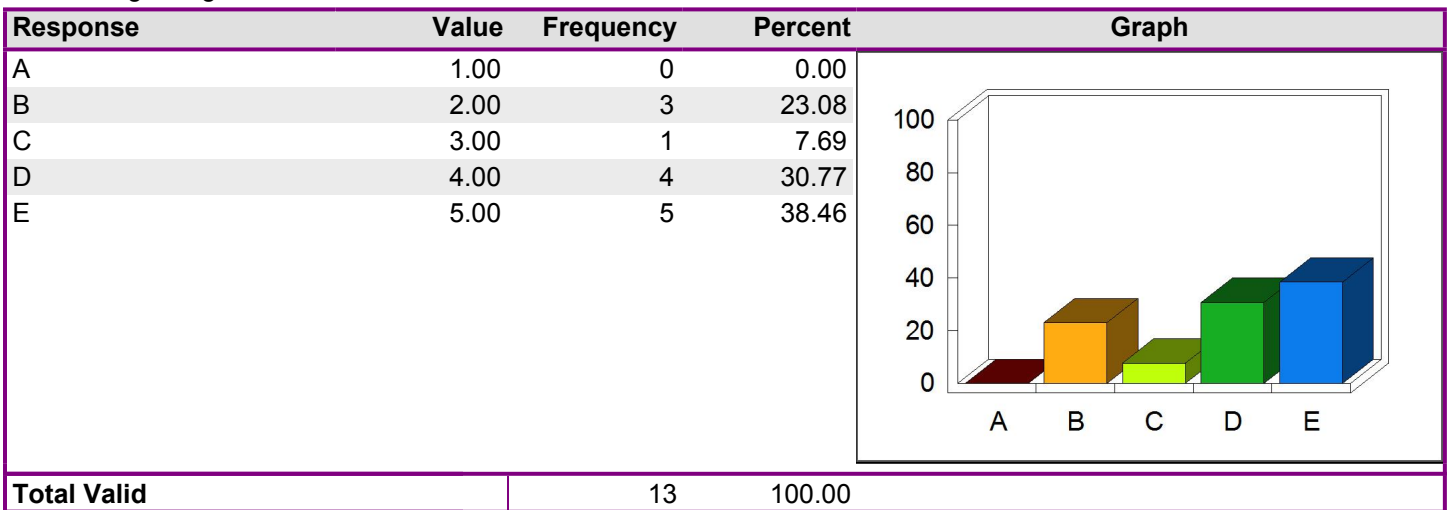 Response Value Frequency Percent Graph
A 1.00 0 0.00
B 2.00 3 23.08
C 3.00 1 7.69
D 4.00 4 30.77
E 5.00 5 38.46
100
80
60
40
20
0
A B C D E
Total Valid 13 100.00